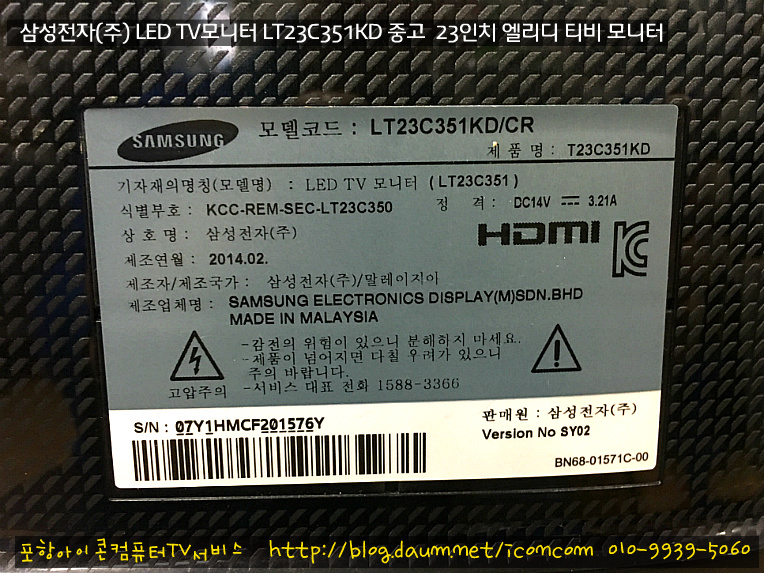 삼성전자(주) LED TV모니터 LT23C351KD 중고 23인치 엘리디 티비 모니터
SAMSUNG 모델코드 : LT23C351KD/CR
제 품 명 : T23C351KD
기자재의명칭(모델명) : LED TV 모니터 (LT23C351)
식별부호 : KCC-REM-SEC-LT23C350 정 격 : DC14V ⎓ 3.21A
상 호 명 : 삼성전자(주)
HDMI
제조연월 : 2014.02.
제조자/제조국가 : 삼성전자(주)/말레이지아
제조업체명 : SAMSUNG ELECTRONICS DISPLAY(M)SDN.BHD
MADE IN MALAYSIA
-감전의 위험이 있으니 분해하지 마세요.
-제품이 넘어지면 다칠 우려가 있으니
주의 바랍니다.
고압주의 -서비스 대표 전화 1588-3366
S/N : 07Y1HMCF201576Y
판매원 : 삼성전자(주)
Version No SY02
BN68-01571C-00
포항아이콘컴퓨터TV서비스 http://blog.daum.net/iconcom 010-9939-5060